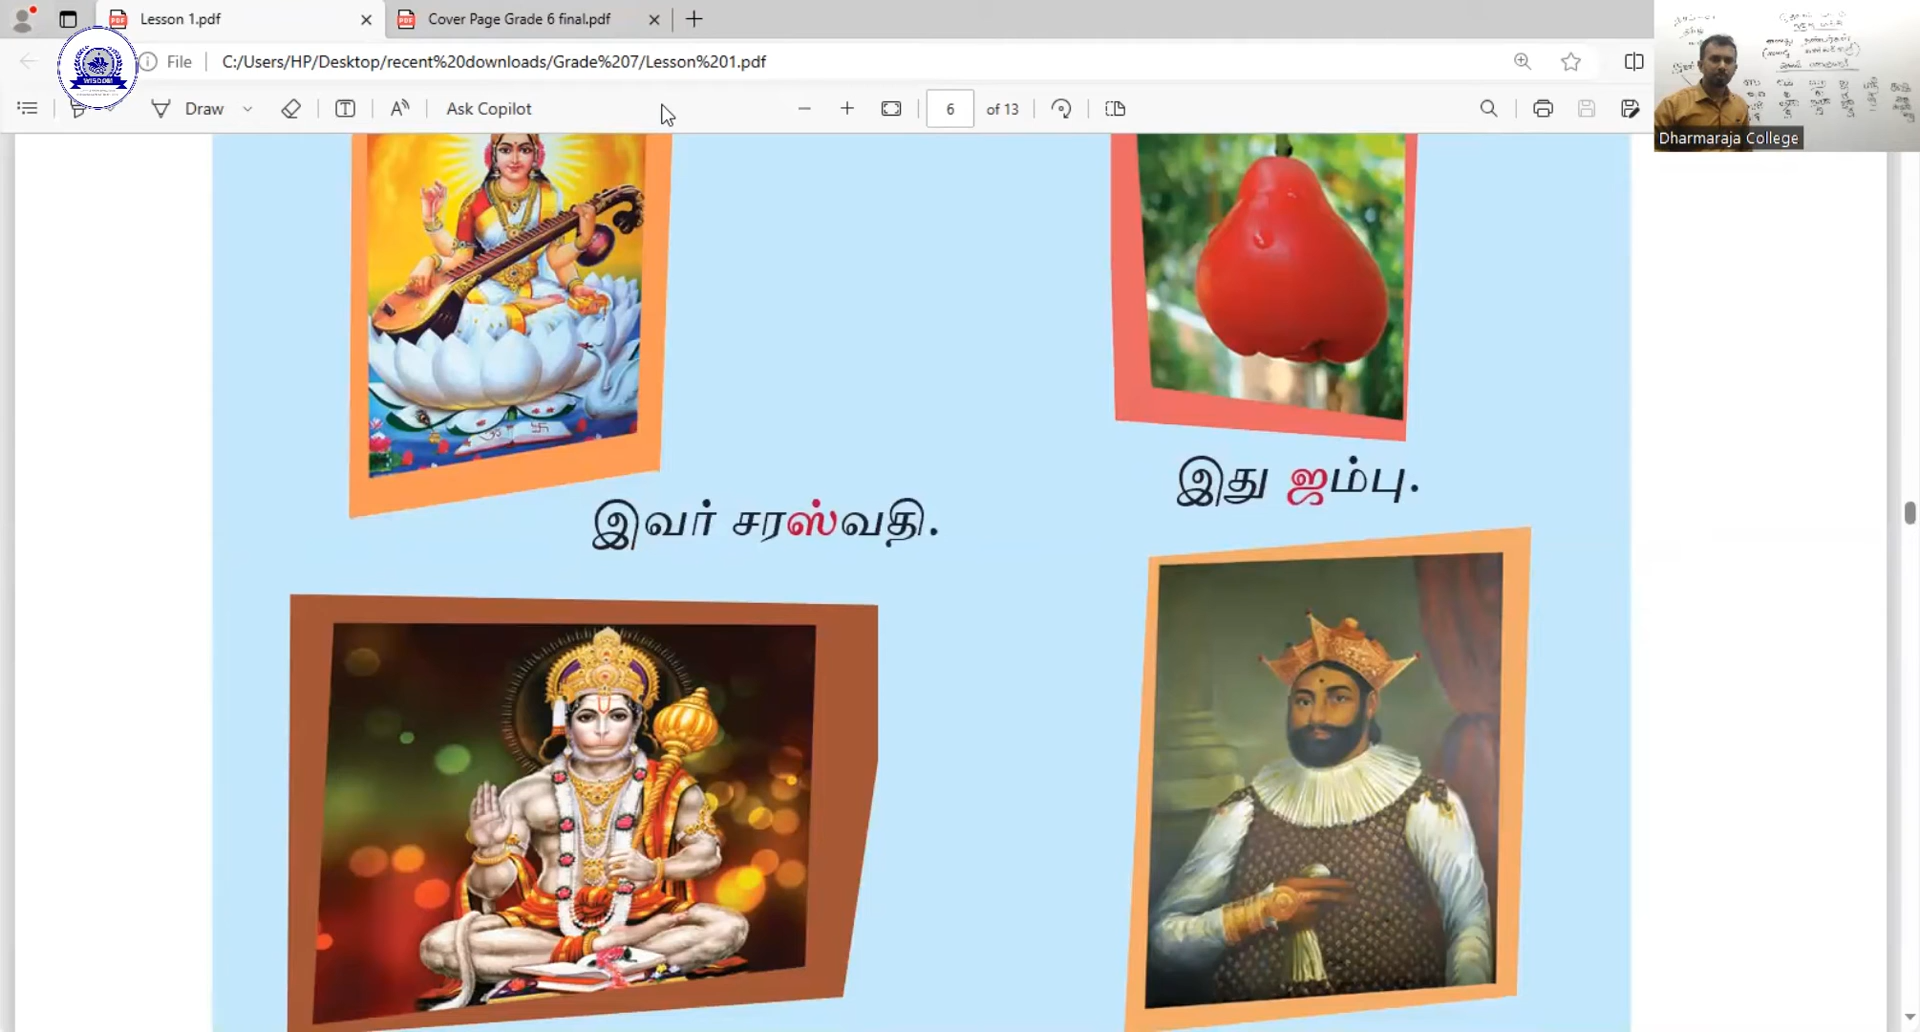 Lesson 1.pdf
Cover Page Grade 6 final.pdf
File C:/Users/HP/Desktop/recent%20downloads/Grade%207/Lesson%201.pdf
Draw Ask Copilot 6 of 13
WISDOM
Dharmaraja College
இது ஜம்பு.
இவர் சரஸ்வதி.